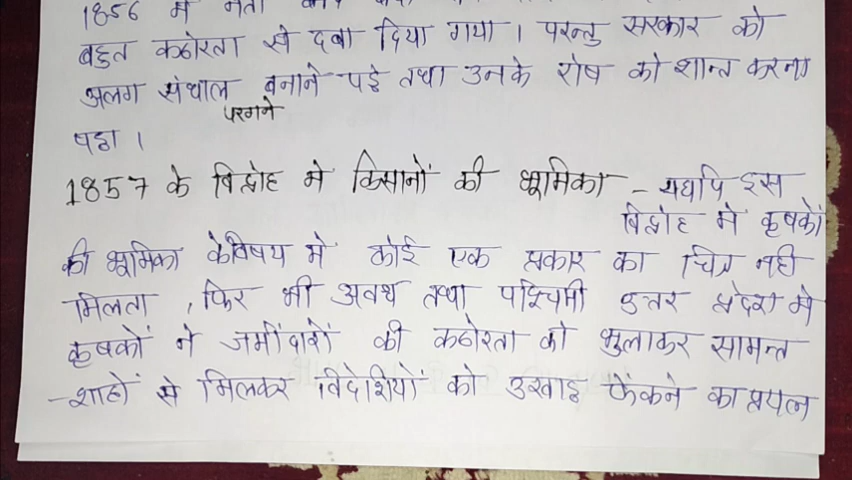 1856 में नेता
बहुत कठोरता से दबा दिया गया । परन्तु सरकार को
अलग संथाल बनाने पड़े तथा उनके रोष को शान्त करना
परगने
पडा ।
1857 के विद्रोह में किसानों की भूमिका - यद्यपि इस
विद्रोह में कृषकों
की भूमिका केविषय में कोई एक प्रकार का चित्र नही
मिलता , फिर भी अवध तथा पश्चिमी उत्तर प्रदेश में
कृषकों ने जमींदारों की कठोरता को भुलाकर सामन्त
-शाहों से मिलकर विदेशियों को उखाड़ फेंकने का प्रयत्न